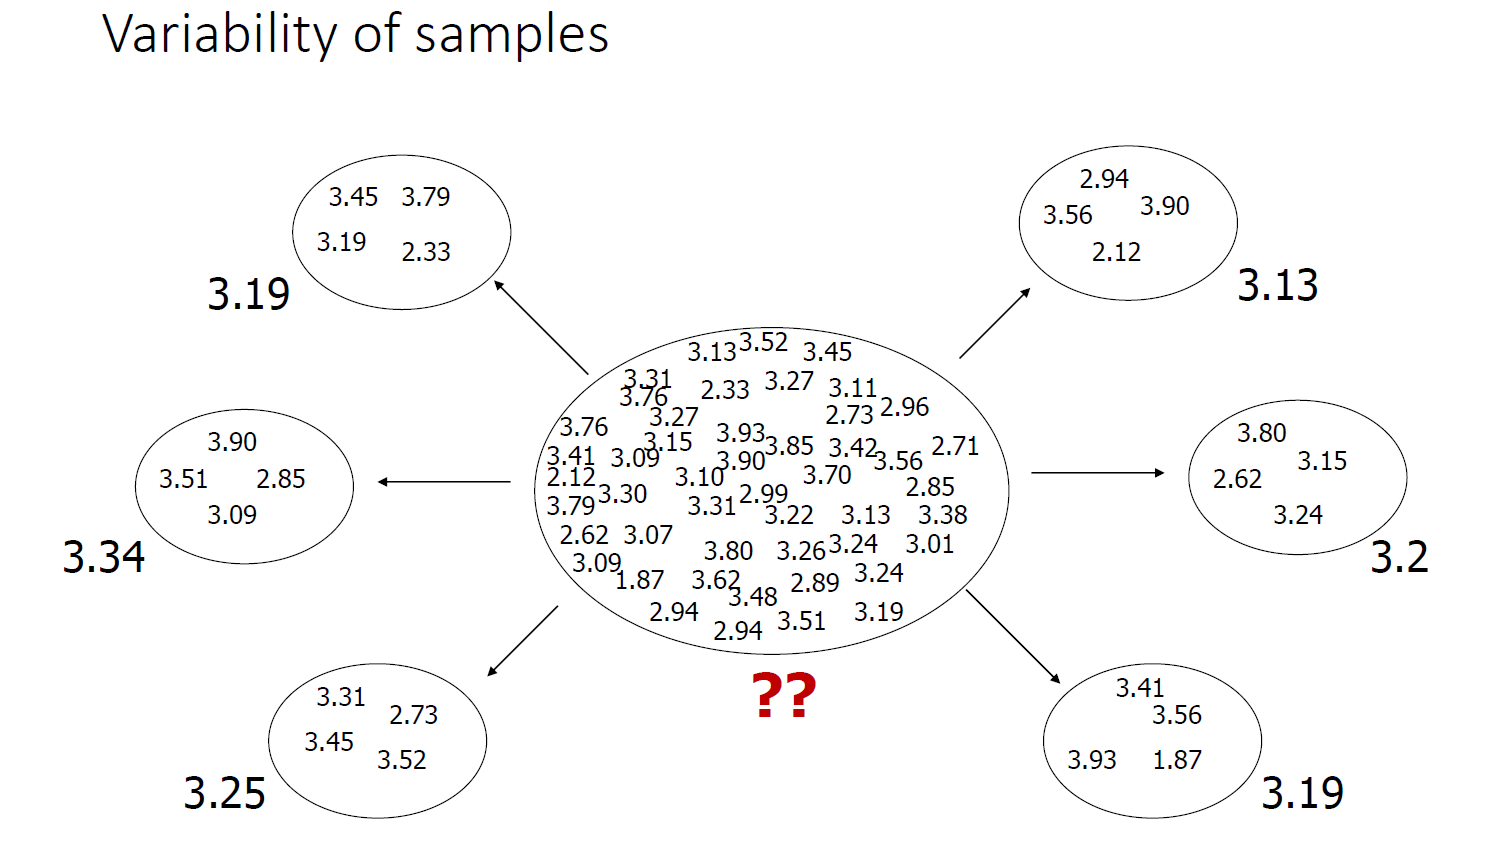 Variability of samples
3.45 3.79
3.19 2.33
3.19
2.94
3.56 3.90
2.12
3.13
3.90
3.51 2.85
3.09
3.34
3.13 3.52 3.45
3.31
3.76 2.33 3.27 3.11
3.27 2.73 2.96
3.76 3.93
3.15 3.85 3.42 2.71
3.41 3.09 3.90 3.56
2.12 3.10 3.70
3.30 2.99 2.85
3.79 3.31 3.22 3.13 3.38
2.62 3.07 3.80 3.26 3.24 3.01
3.09
1.87 3.62 2.89 3.24
3.48
2.94 3.51 3.19
2.94
??
3.80
3.15
2.62
3.24
3.2
3.31
2.73
3.45
3.52
3.25
3.41
3.56
3.93 1.87
3.19